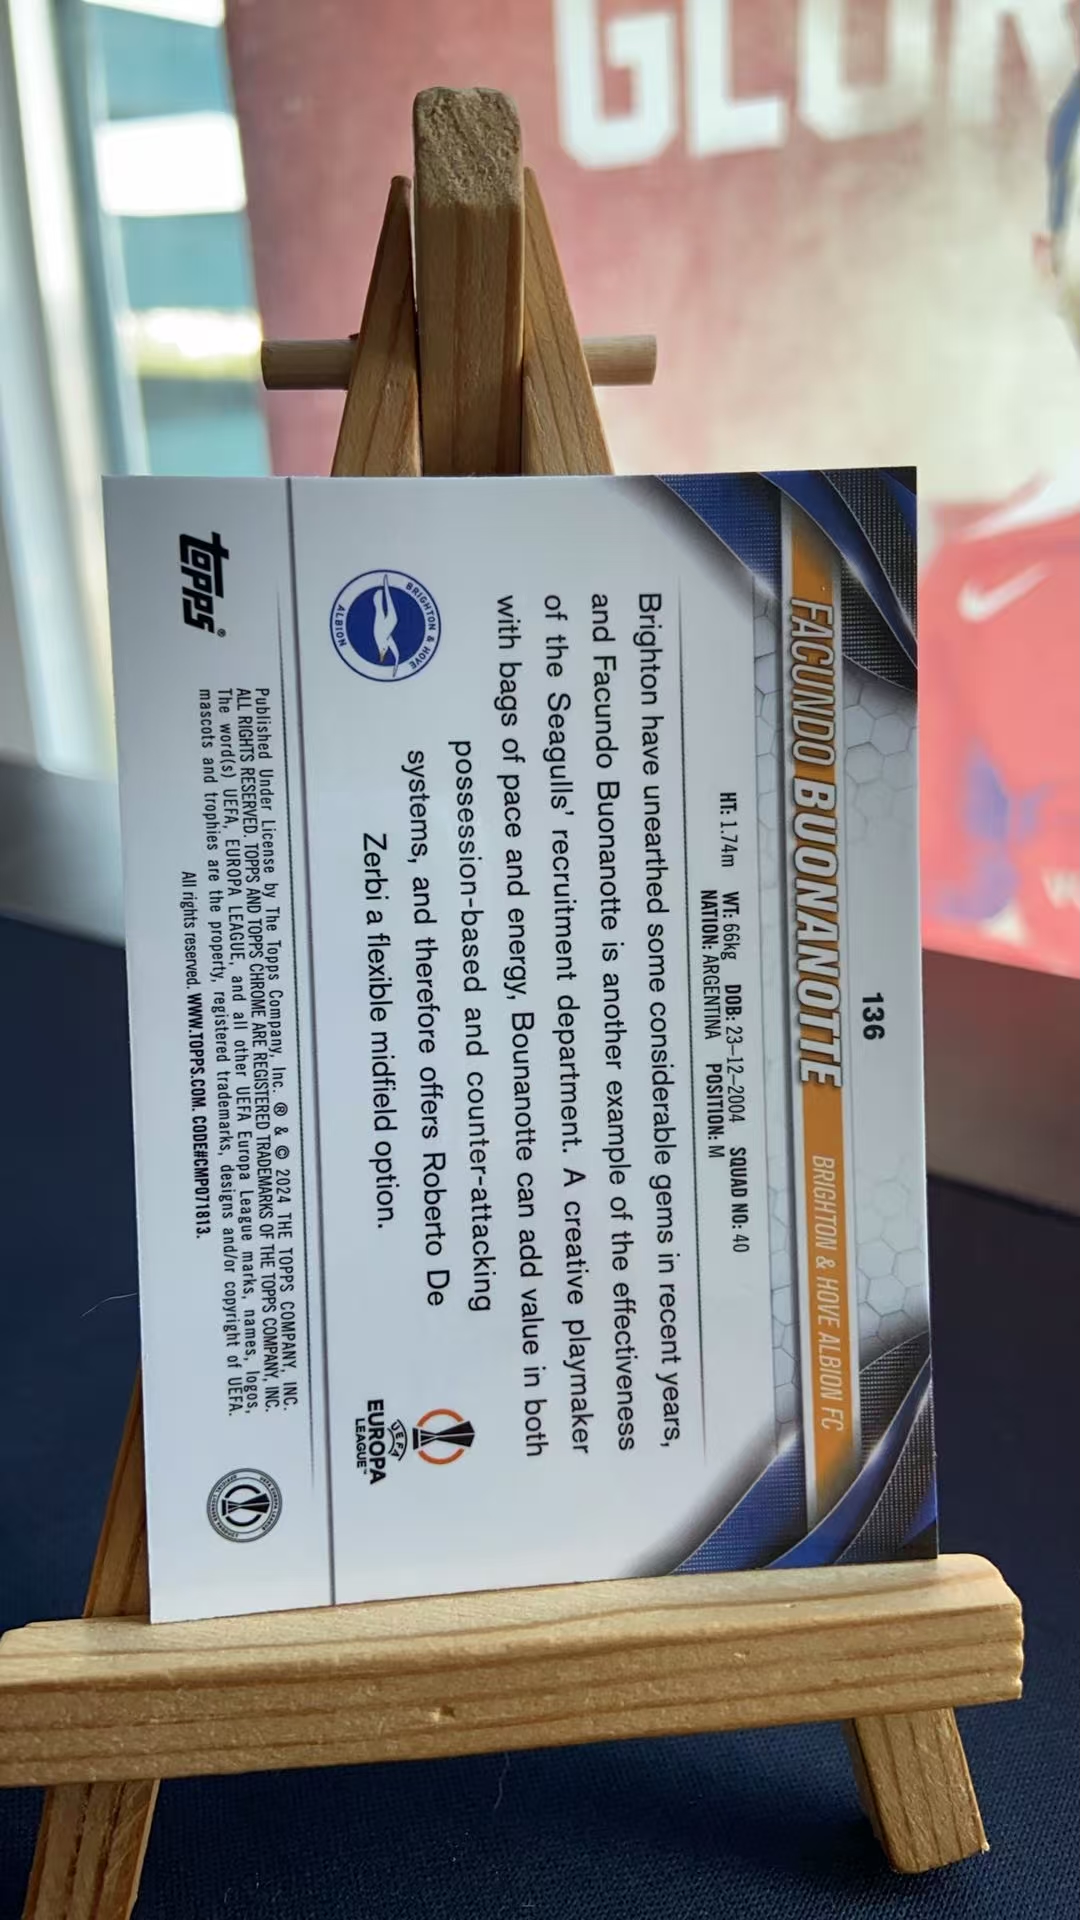 GLOR
136
FACUNDO BUONANOTTE BRIGHTON & HOVE ALBION FC
HT: 1.74m WT: 66kg DOB: 23-12-2004 SQUAD NO: 40
NATION: ARGENTINA POSITION: M
Brighton have unearthed some considerable gems in recent years,
and Facundo Buonanotte is another example of the effectiveness
of the Seagulls' recruitment department. A creative playmaker
with bags of pace and energy, Bounanotte can add value in both
possession-based and counter-attacking
systems, and therefore offers Roberto De
Zerbi a flexible midfield option.
BRIGHTON & HOVE
ALBION
UEFA
EUROPA
LEAGUE™
topps®
Published Under License by The Topps Company, Inc. ® & © 2024 THE TOPPS COMPANY, INC.
ALL RIGHTS RESERVED. TOPPS AND TOPPS CHROME ARE REGISTERED TRADEMARKS OF THE TOPPS COMPANY, INC.
The word(s) UEFA, EUROPA LEAGUE, and all other UEFA Europa League marks, names, logos,
mascots and trophies are the property, registered trademarks, designs and/or copyright of UEFA.
All rights reserved. WWW.TOPPS.COM. CODE#CMP071813.